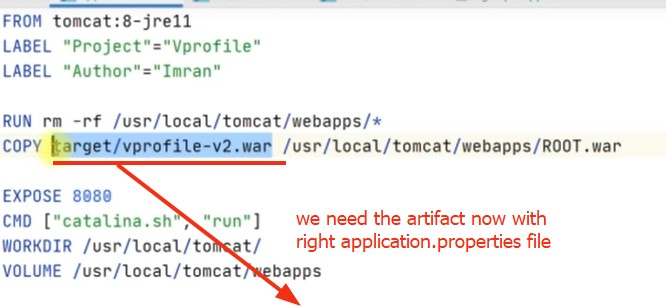 FROM tomcat:8-jre11
LABEL "Project"="Vprofile"
LABEL "Author"="Imran"
RUN rm -rf /usr/local/tomcat/webapps/*
COPY target/vprofile-v2.war /usr/local/tomcat/webapps/ROOT.war
EXPOSE 8080
CMD ["catalina.sh", "run"]
WORKDIR /usr/local/tomcat/
VOLUME /usr/local/tomcat/webapps
we need the artifact now with
right application.properties file